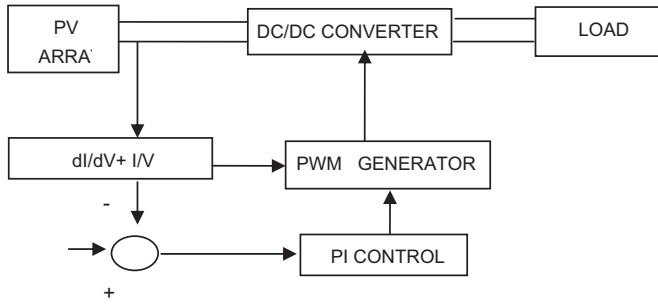 PV
ARRA
DC/DC CONVERTER
LOAD
dI/dV+ I/V
PWM GENERATOR
-
PI CONTROL
+